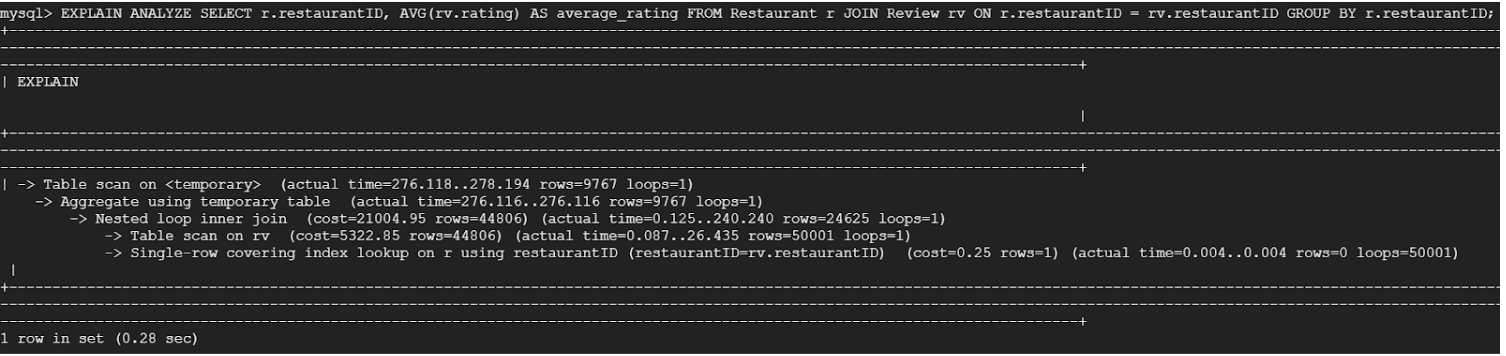 mysql> EXPLAIN ANALYZE SELECT r.restaurantID, AVG(rv.rating) AS average_rating FROM Restaurant r JOIN Review rv ON r.restaurantID = rv.restaurantID GROUP BY r.restaurantID;
| EXPLAIN
|
| -> Table scan on <temporary>  (actual time=276.118..278.194 rows=9767 loops=1)
    -> Aggregate using temporary table  (actual time=276.116..276.116 rows=9767 loops=1)
        -> Nested loop inner join  (cost=21004.95 rows=44806) (actual time=0.125..240.240 rows=24625 loops=1)
            -> Table scan on rv  (cost=5322.85 rows=44806) (actual time=0.087..26.435 rows=50001 loops=1)
            -> Single-row covering index lookup on r using restaurantID (restaurantID=rv.restaurantID)  (cost=0.25 rows=1) (actual time=0.004..0.004 rows=0 loops=50001)
|
1 row in set (0.28 sec)